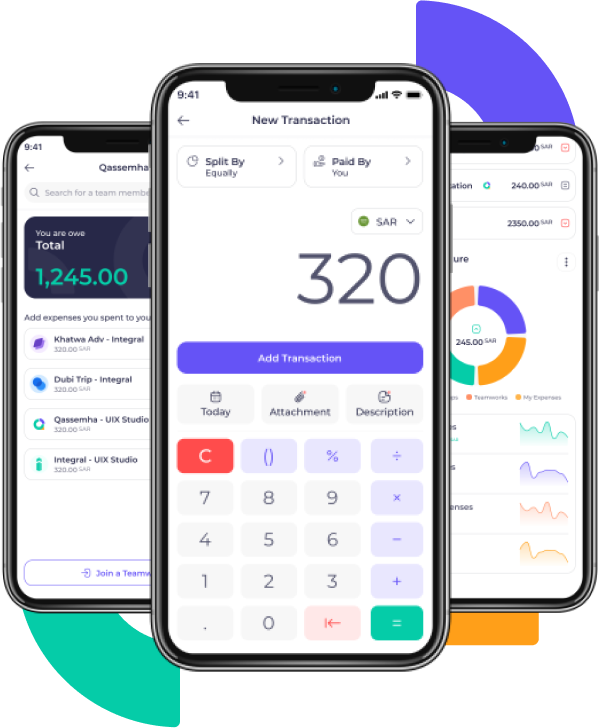 9:41
Qassemha
Search for a team membe
You are owe
Total
1,245.00
Add expenses you spent to you
Khatwa Adv - Integral
320.00 SAR
Dubi Trip - Integral
320.00 SAR
Qassemha - UIX Studio
320.00 SAR
Integral - UIX Studio
320.00 SAR
Join a Teamw
9:41
New Transaction
Split By
Equally
Paid By
You
SAR
320
Add Transaction
Today
Attachment
Description
C
()
%
÷
7
8
9
×
4
5
6
−
1
2
3
+
.
0
=
0 SAR
ation
240.00 SAR
2350.00 SAR
ure
245.00 SAR
ps
Teamworks
My Expenses
s
s
enses